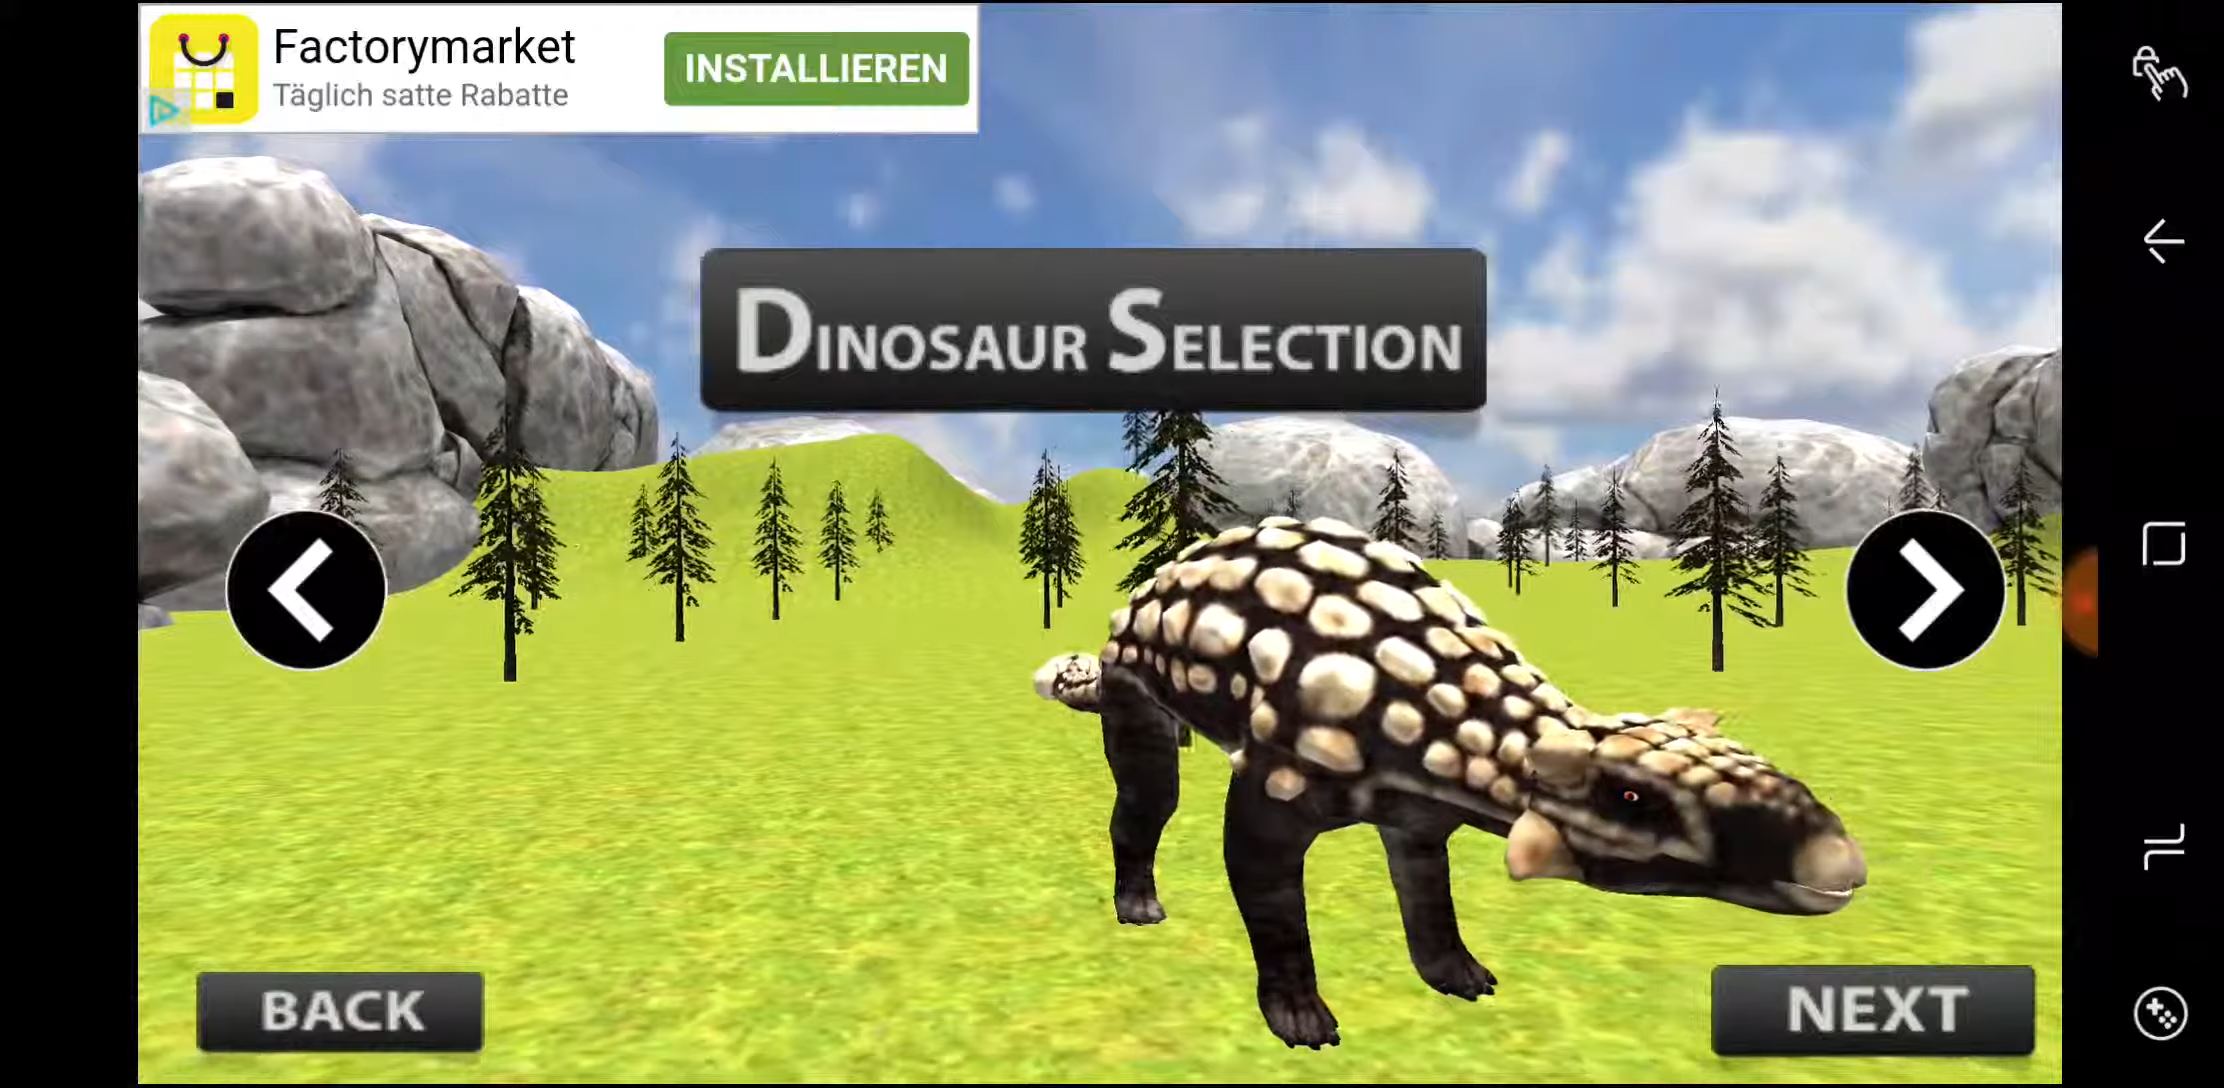 Factorymarket
Täglich satte Rabatte
INSTALLIEREN
DINOSAUR SELECTION
BACK
NEXT